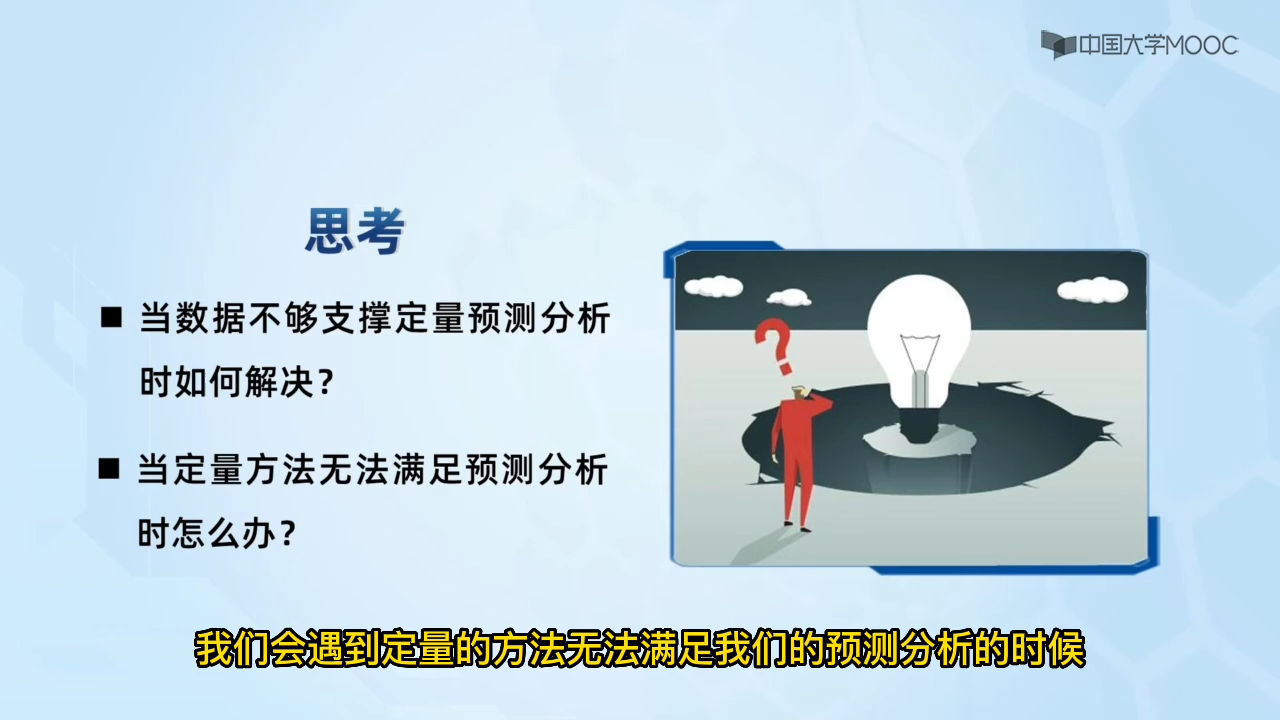 中国大学MOOC
思考
■ 当数据不够支撑定量预测分析
时如何解决？
■ 当定量方法无法满足预测分析
时怎么办？
?
我们会遇到定量的方法无法满足我们的预测分析的时候